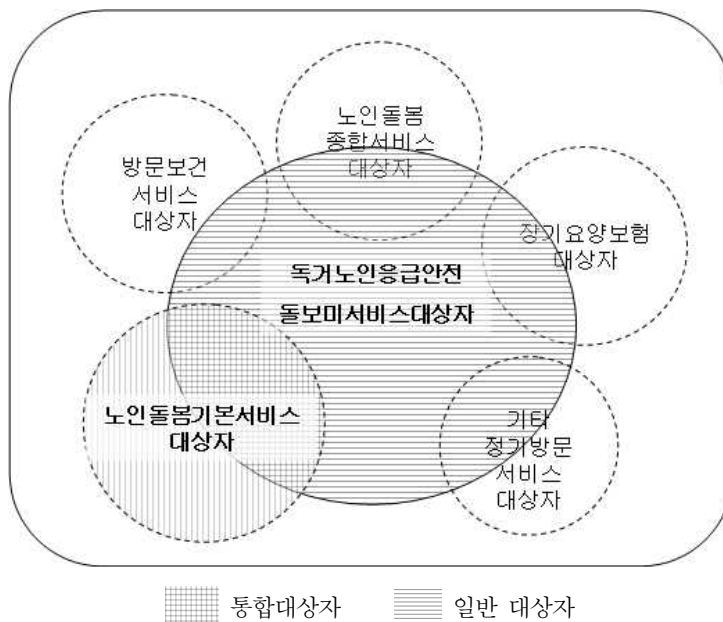 노인돌봄
종합서비스
대상자
방문보건
서비스
대상자
장기요양보험
대상자
독거노인응급안전
돌보미서비스대상자
노인돌봄기본서비스
대상자
기타
정기방문
서비스
대상자
통합대상자
일반 대상자